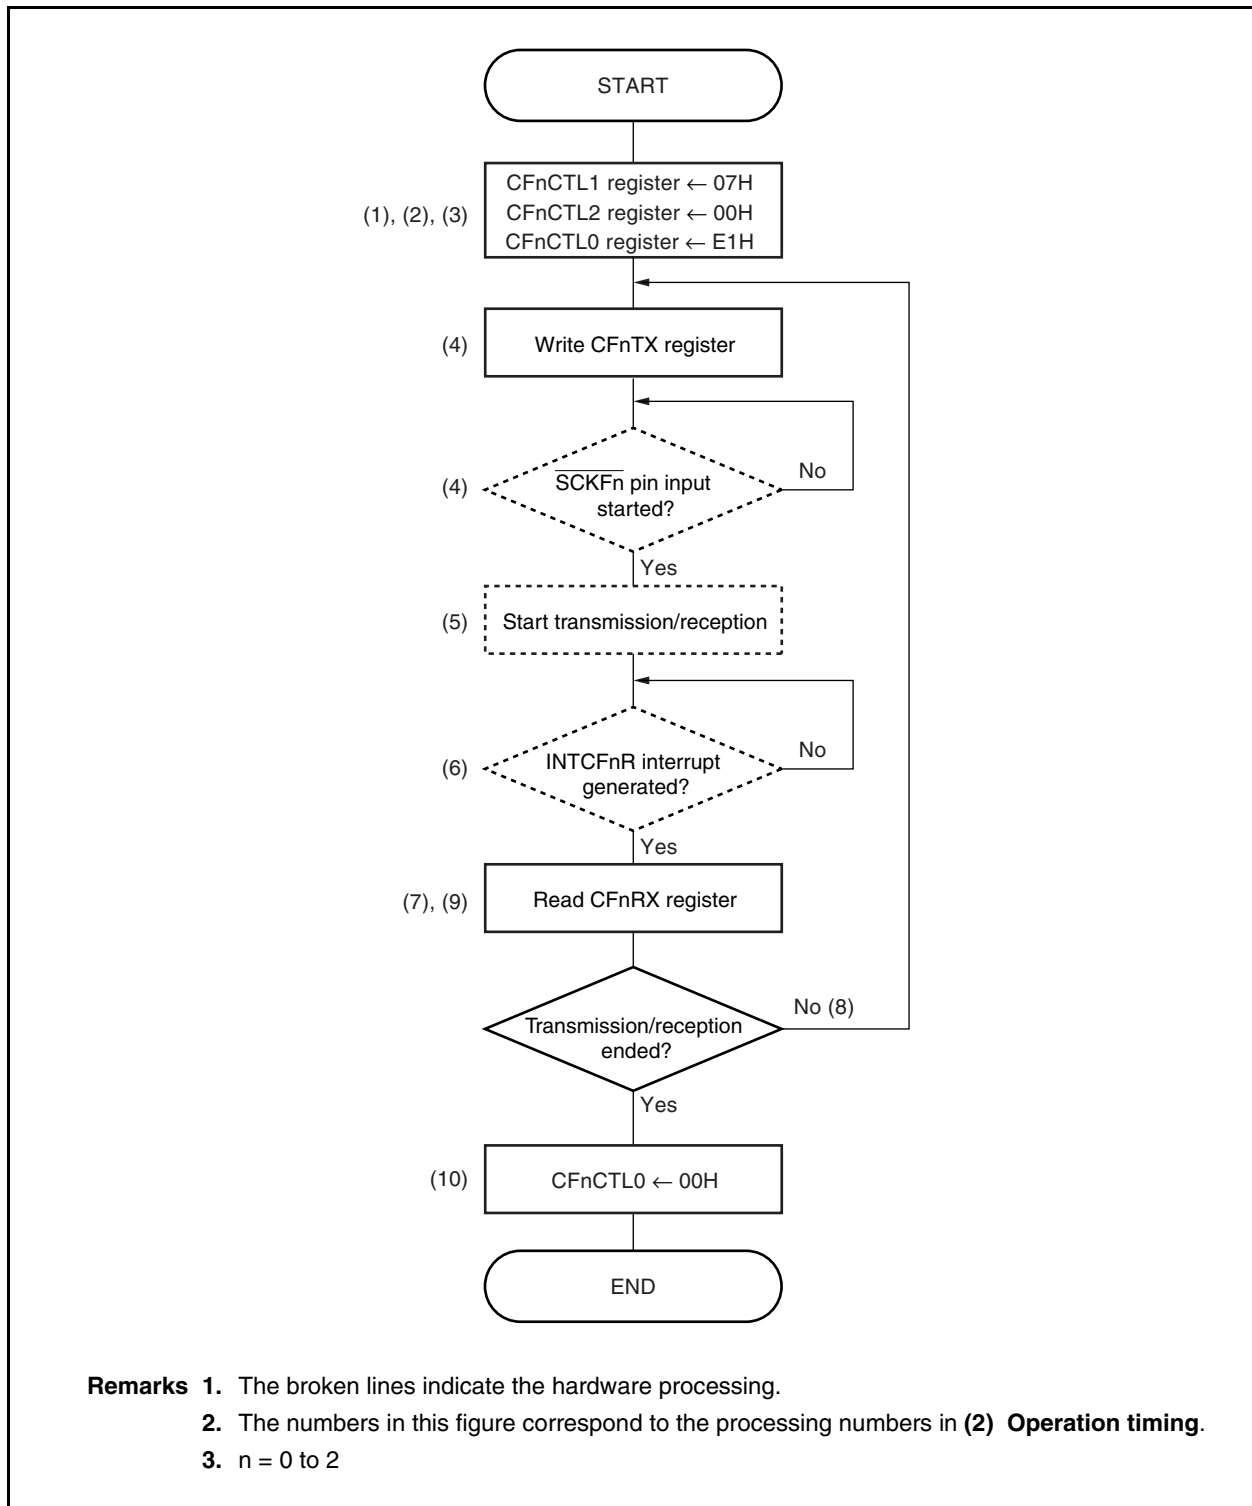 START
(1), (2), (3)
CFnCTL1 register ← 07H
CFnCTL2 register ← 00H
CFnCTL0 register ← E1H
(4)
Write CFnTX register
(4)
SCKFn pin input
started?
No
Yes
(5)
Start transmission/reception
(6)
INTCFnR interrupt
generated?
No
Yes
(7), (9)
Read CFnRX register
Transmission/reception
ended?
No (8)
Yes
(10)
CFnCTL0 ← 00H
END
Remarks 1. The broken lines indicate the hardware processing.
2. The numbers in this figure correspond to the processing numbers in (2) Operation timing.
3. n = 0 to 2